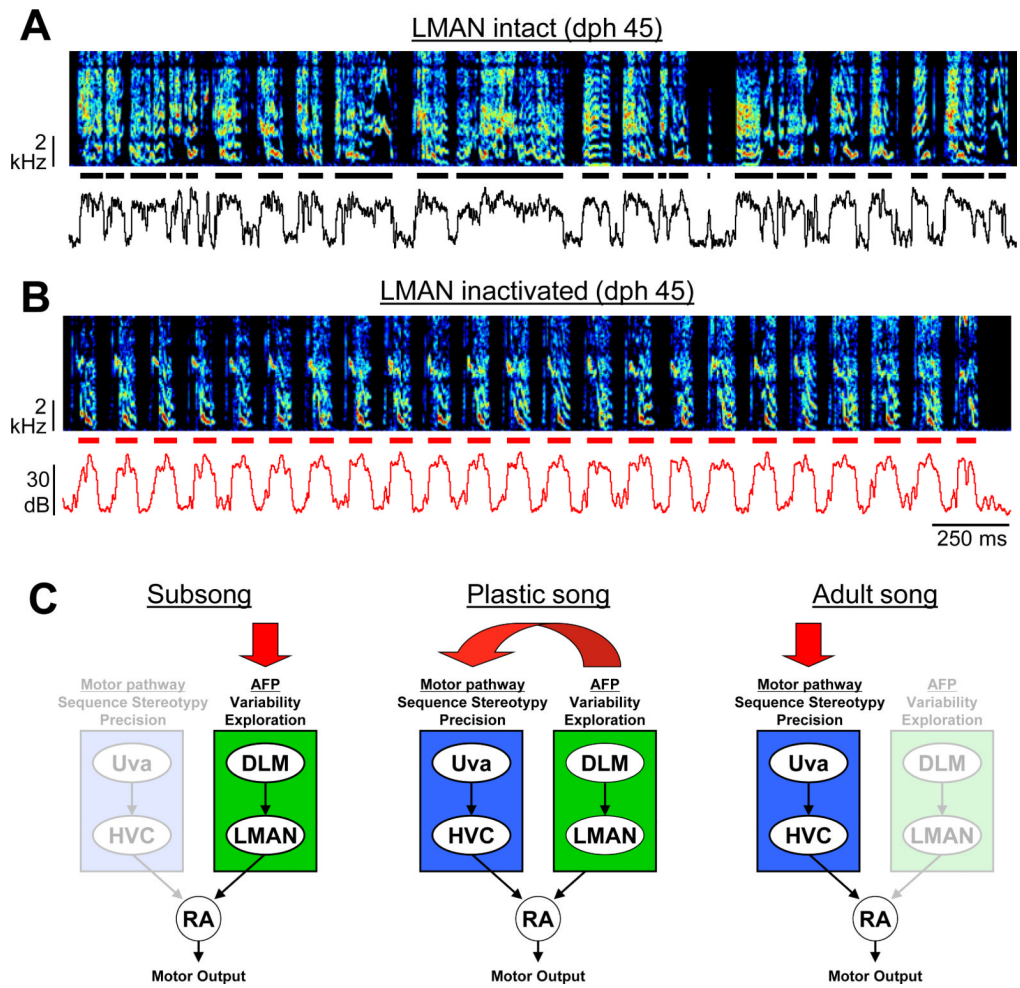 A
LMAN intact (dph 45)
2
kHz
B
LMAN inactivated (dph 45)
2
kHz
30
dB
250 ms
C
Subsong
Plastic song
Adult song
Motor pathway
Sequence Stereotypy
Precision
AFP
Variability
Exploration
Motor pathway
Sequence Stereotypy
Precision
AFP
Variability
Exploration
Motor pathway
Sequence Stereotypy
Precision
AFP
Variability
Exploration
Uva
DLM
Uva
DLM
Uva
DLM
HVC
LMAN
HVC
LMAN
HVC
LMAN
RA
RA
RA
Motor Output
Motor Output
Motor Output